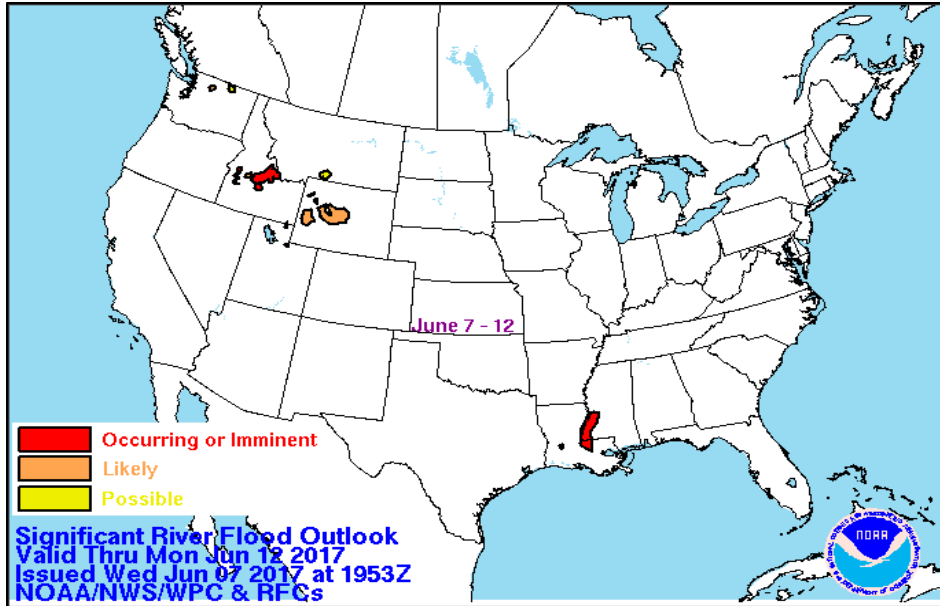 June 7 - 12
Occurring or Imminent
Likely
Possible
Significant River Flood Outlook
Valid Thru Mon Jun 12 2017
Issued Wed Jun 07 2017 at 1953Z
NOAA/NWS/WPC & RFCs
NOAA